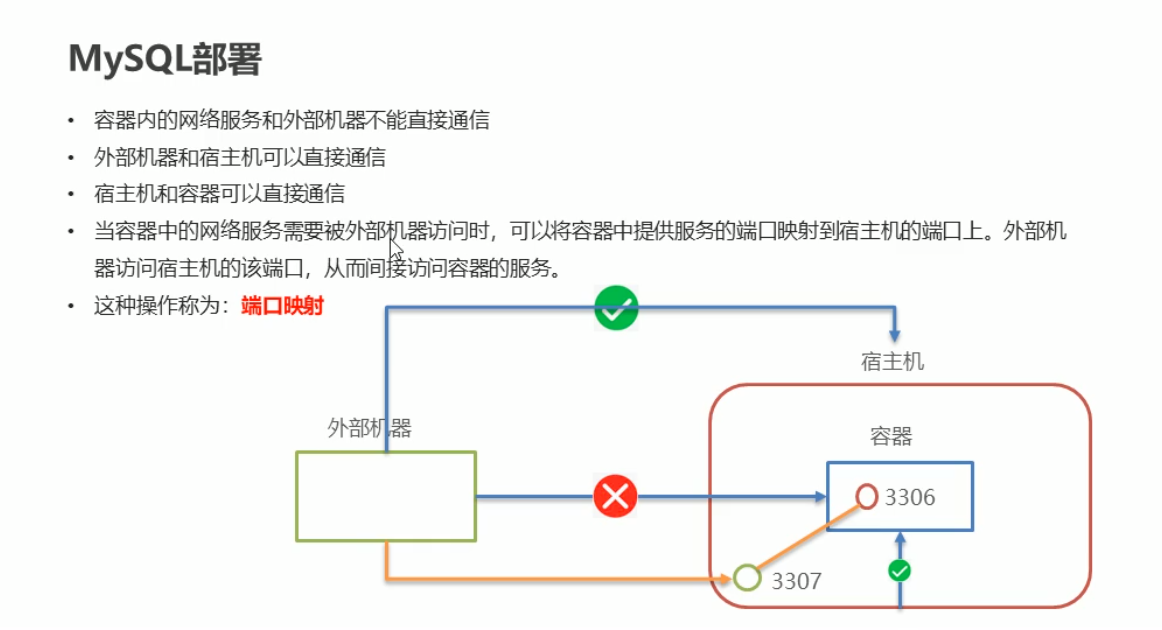 MySQL部署
• 容器内的网络服务和外部机器不能直接通信
• 外部机器和宿主机可以直接通信
• 宿主机和容器可以直接通信
• 当容器中的网络服务需要被外部机器访问时，可以将容器中提供服务的端口映射到宿主机的端口上。外部机
器访问宿主机的该端口，从而间接访问容器的服务。
• 这种操作称为：端口映射
宿主机
外部机器
容器
3306
3307